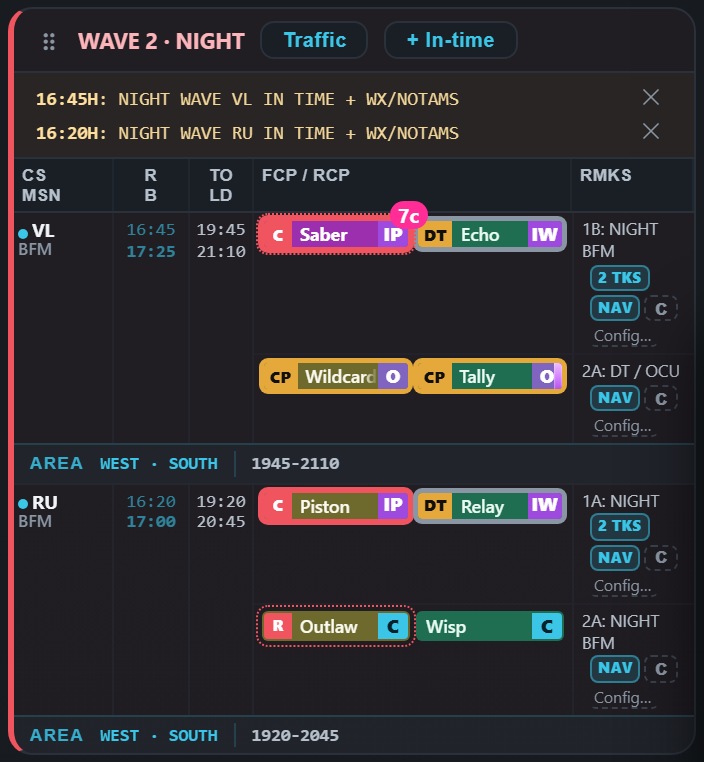 WAVE 2 · NIGHT Traffic + In-time
16:45H: NIGHT WAVE VL IN TIME + WX/NOTAMS
16:20H: NIGHT WAVE RU IN TIME + WX/NOTAMS
CS R TO FCP / RCP RMKS
MSN B LD
7c
VL 16:45 19:45 C Saber IP DT Echo IW 1B: NIGHT
BFM 17:25 21:10 BFM
2 TKS
NAV C
Config...
CP Wildcard O CP Tally O 2A: DT / OCU
NAV C
Config...
AREA WEST · SOUTH 1945-2110
RU 16:20 19:20 C Piston IP DT Relay IW 1A: NIGHT
BFM 17:00 20:45 2 TKS
NAV C
Config...
R Outlaw C Wisp C 2A: NIGHT
BFM
NAV C
Config...
AREA WEST · SOUTH 1920-2045